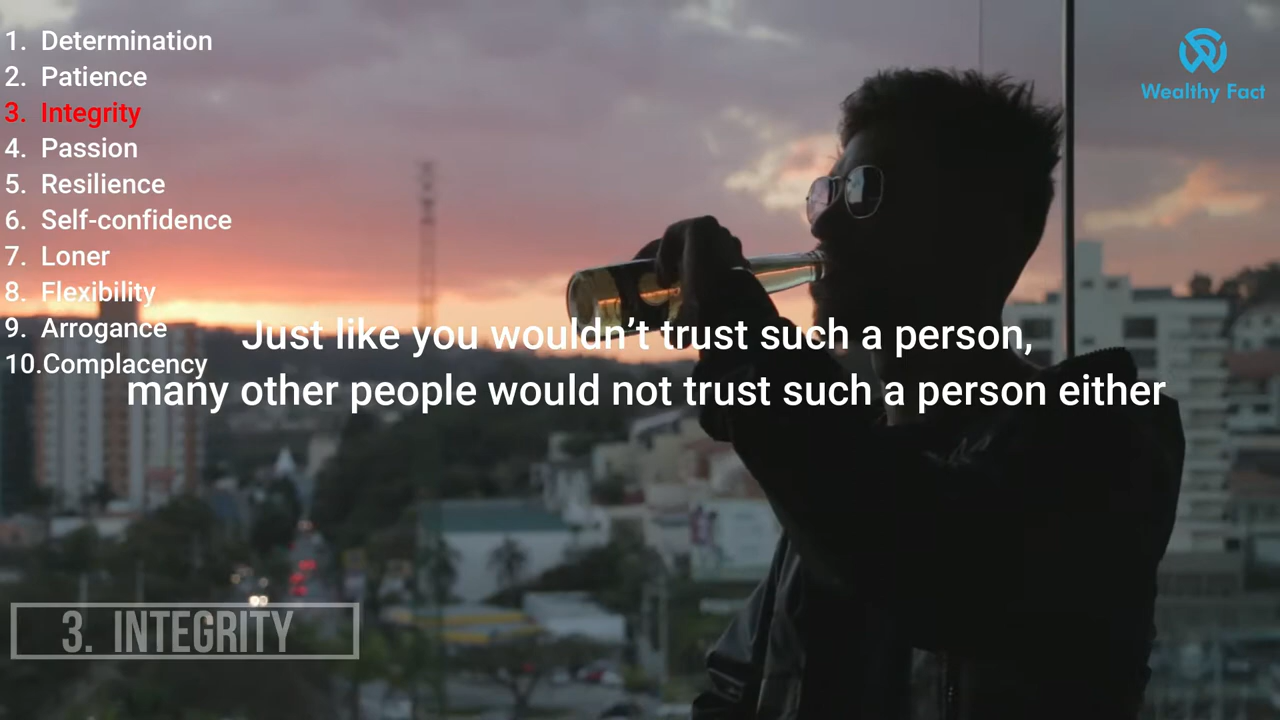 1. Determination
2. Patience
3. Integrity
4. Passion
5. Resilience
6. Self-confidence
7. Loner
8. Flexibility
9. Arrogance
10.Complacency
Wealthy Fact
Just like you wouldn’t trust such a person,
many other people would not trust such a person either
3. INTEGRITY